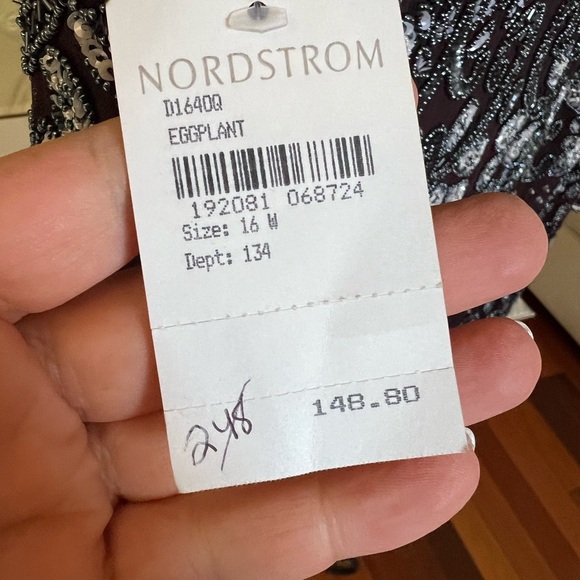 NORDSTROM
D1640Q
EGGPLANT
192081 068724
Size: 16 W
Dept: 134
248 148.80